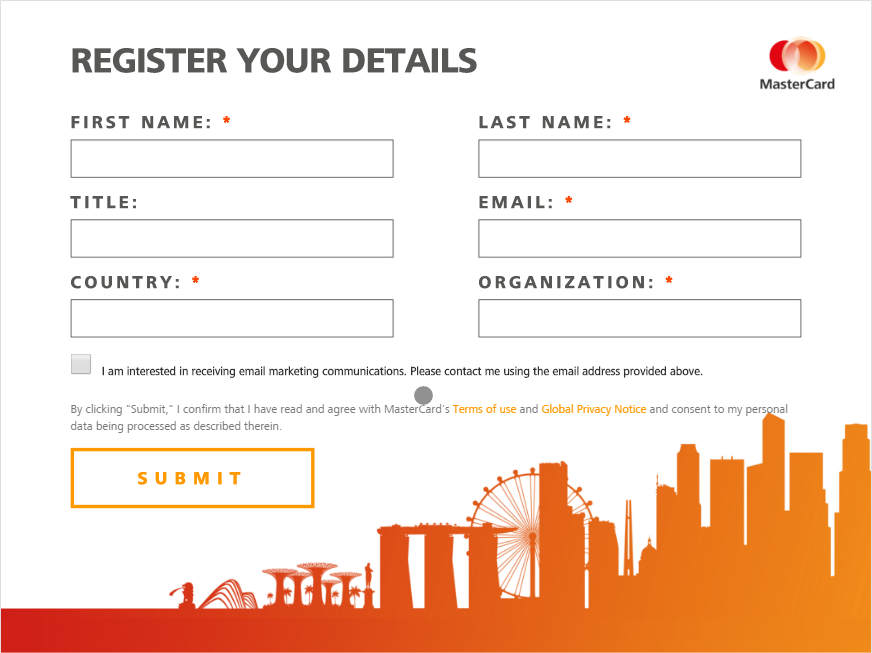 REGISTER YOUR DETAILS
MasterCard
FIRST NAME: *
LAST NAME: *
TITLE:
EMAIL: *
COUNTRY: *
ORGANIZATION: *
I am interested in receiving email marketing communications. Please contact me using the email address provided above.
By clicking "Submit," I confirm that I have read and agree with MasterCard's Terms of use and Global Privacy Notice and consent to my personal
data being processed as described therein.
SUBMIT